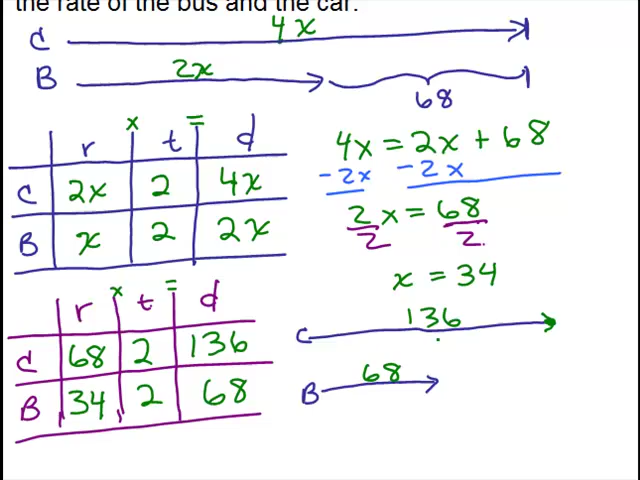 the rate of the bus and the car.
4x
C
2x
B
68
x =
r t d
C 2x 2 4x
B x 2 2x
4x = 2x + 68
-2x -2x
2x = 68
2 2
x = 34
x =
r t d
C 68 2 136
B 34 2 68
136
C
68
B